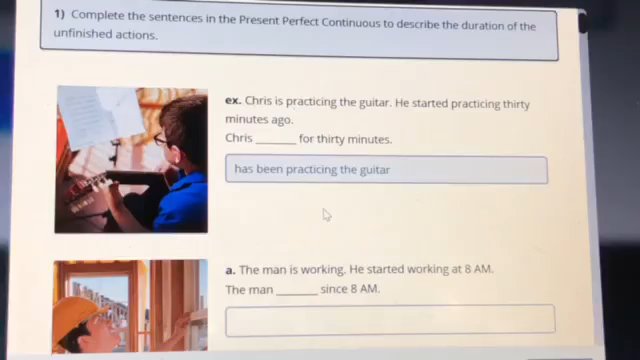 1) Complete the sentences in the Present Perfect Continuous to describe the duration of the
unfinished actions.
ex. Chris is practicing the guitar. He started practicing thirty
minutes ago.
Chris ______ for thirty minutes.
has been practicing the guitar
a. The man is working. He started working at 8 AM.
The man ______ since 8 AM.